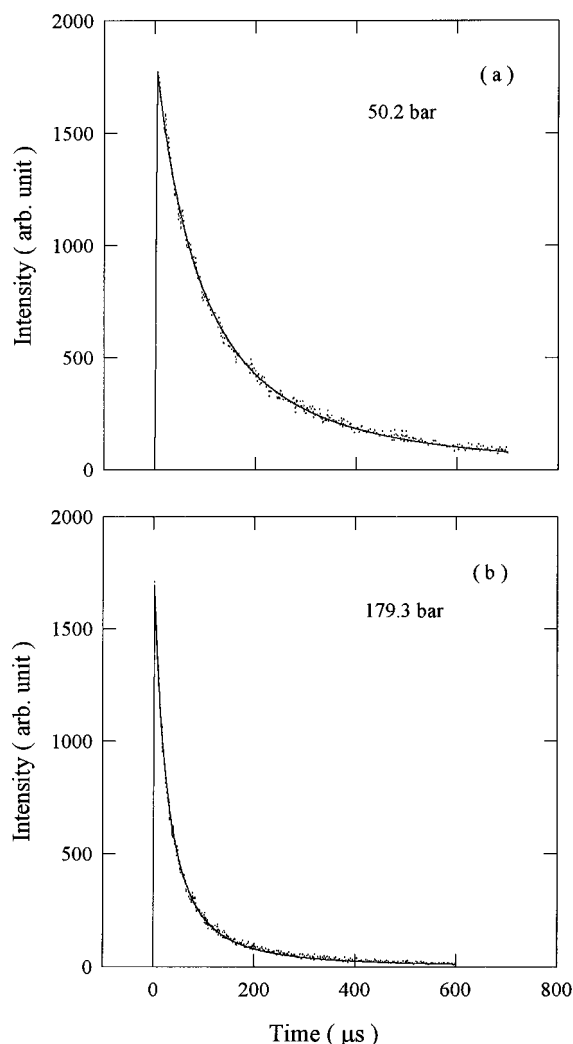 2000
( a )
50.2 bar
1500
1000
500
0
Intensity ( arb. unit )
2000
( b )
179.3 bar
1500
1000
500
0
Intensity ( arb. unit )
0
200
400
600
800
Time ( μs )